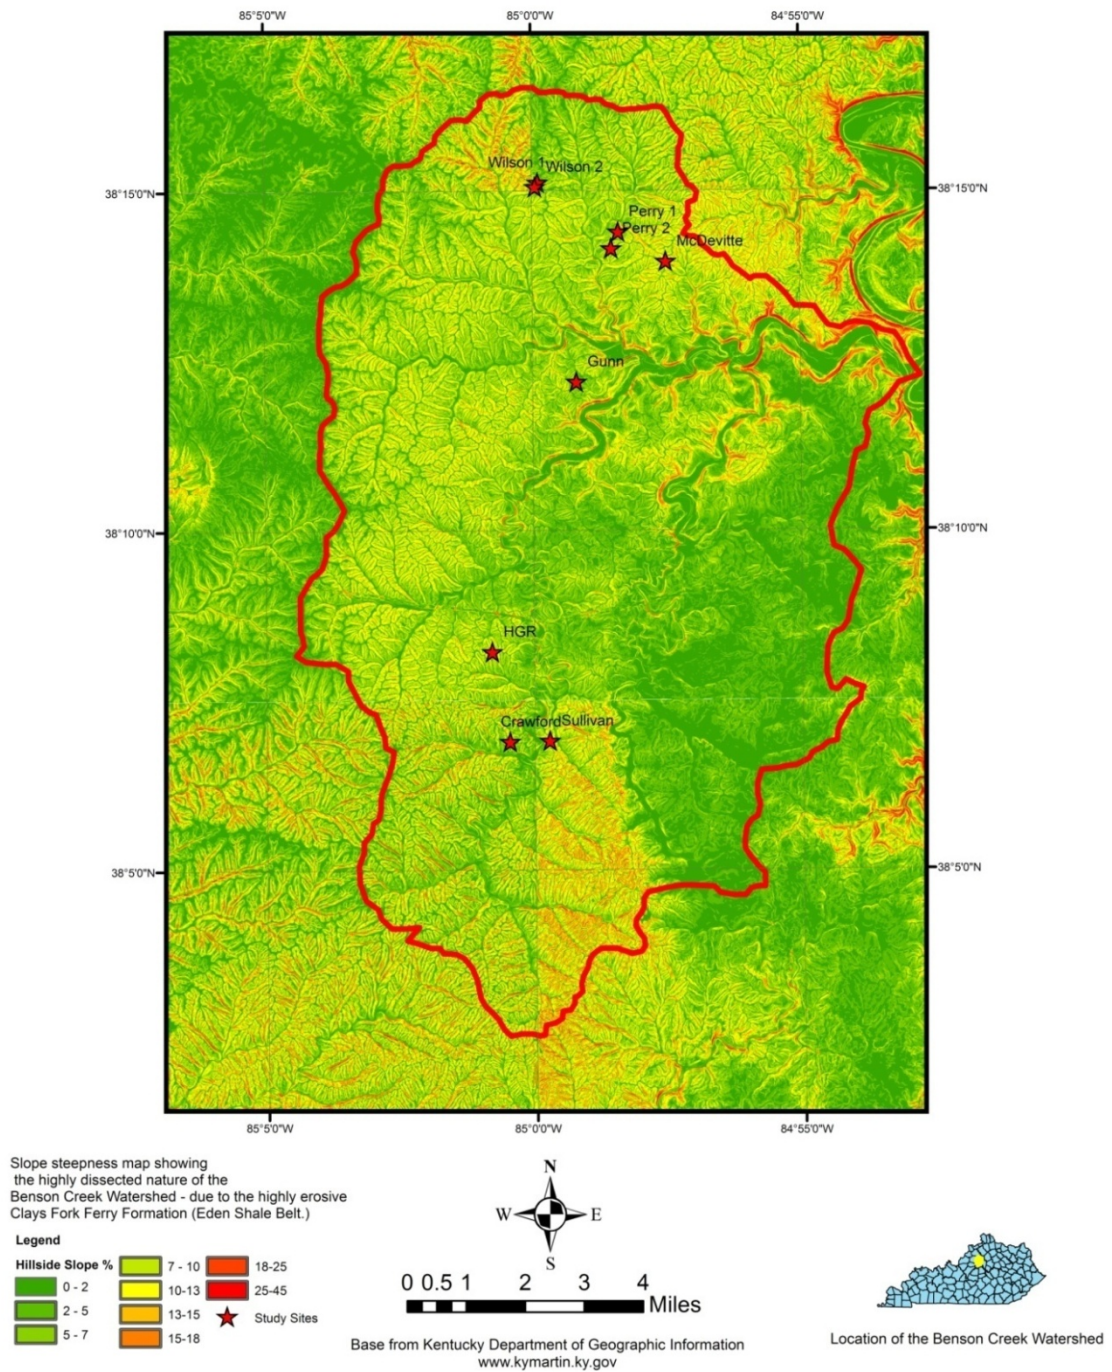 85°5'0"W 85°0'0"W 84°55'0"W
Wilson 1 Wilson 2
38°15'0"N 38°15'0"N
Perry 1
Perry 2
McDevitte
Gunn
38°10'0"N 38°10'0"N
HGR
Crawford Sullivan
38°5'0"N 38°5'0"N
85°5'0"W 85°0'0"W 84°55'0"W
Slope steepness map showing
the highly dissected nature of the
Benson Creek Watershed - due to the highly erosive
Clays Fork Ferry Formation (Eden Shale Belt.)
Legend
Hillside Slope %
0 - 2
2 - 5
5 - 7
7 - 10
10-13
13-15
15-18
18-25
25-45
Study Sites
N
W E
S
0 0.5 1 2 3 4
Miles
Base from Kentucky Department of Geographic Information
www.kymartin.ky.gov
Location of the Benson Creek Watershed